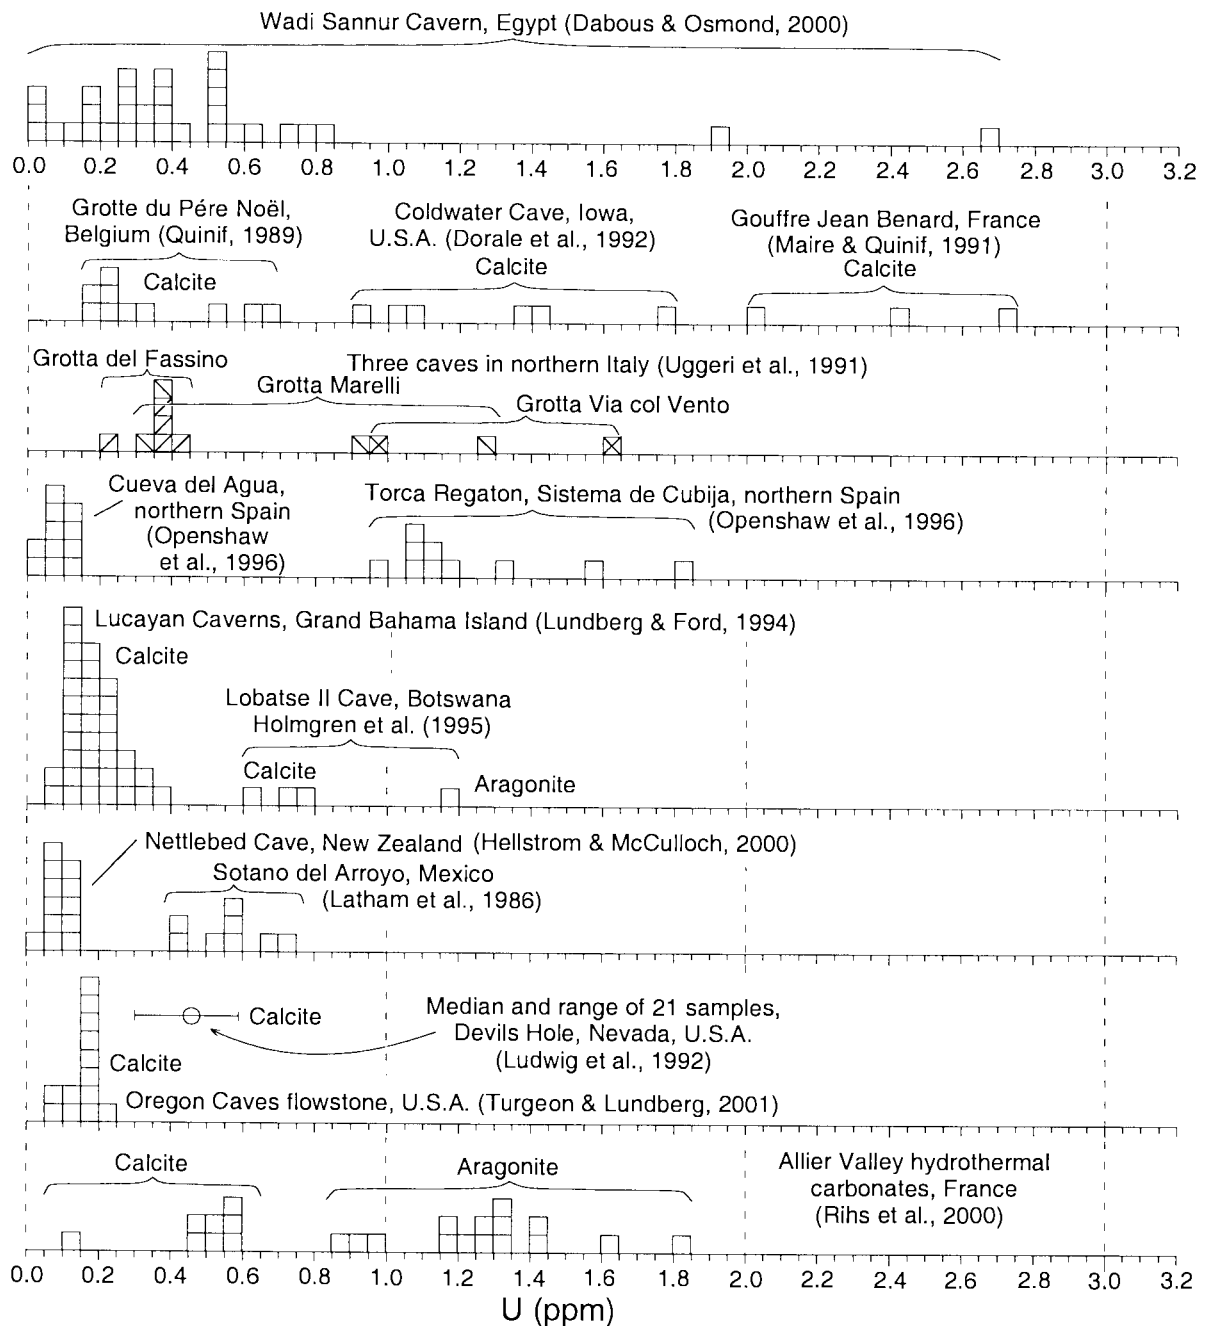 Wadi Sannur Cavern, Egypt (Dabous & Osmond, 2000)
0.0 0.2 0.4 0.6 0.8 1.0 1.2 1.4 1.6 1.8 2.0 2.2 2.4 2.6 2.8 3.0 3.2
Grotte du Pére Noël,
Belgium (Quinif, 1989)
Calcite
Coldwater Cave, Iowa,
U.S.A. (Dorale et al., 1992)
Calcite
Gouffre Jean Benard, France
(Maire & Quinif, 1991)
Calcite
Grotta del Fassino
Three caves in northern Italy (Uggeri et al., 1991)
Grotta Marelli
Grotta Via col Vento
Cueva del Agua,
northern Spain
(Openshaw
et al., 1996)
Torca Regaton, Sistema de Cubija, northern Spain
(Openshaw et al., 1996)
Lucayan Caverns, Grand Bahama Island (Lundberg & Ford, 1994)
Calcite
Lobatse II Cave, Botswana
Holmgren et al. (1995)
Calcite
Aragonite
Nettlebed Cave, New Zealand (Hellstrom & McCulloch, 2000)
Sotano del Arroyo, Mexico
(Latham et al., 1986)
Calcite
Median and range of 21 samples,
Devils Hole, Nevada, U.S.A.
(Ludwig et al., 1992)
Calcite
Oregon Caves flowstone, U.S.A. (Turgeon & Lundberg, 2001)
Calcite
Aragonite
Allier Valley hydrothermal
carbonates, France
(Rihs et al., 2000)
0.0 0.2 0.4 0.6 0.8 1.0 1.2 1.4 1.6 1.8 2.0 2.2 2.4 2.6 2.8 3.0 3.2
U (ppm)